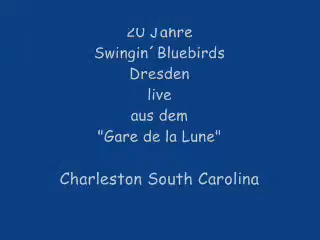 20 Jahre
Swingin´Bluebirds
Dresden
live
aus dem
"Gare de la Lune"
Charleston South Carolina